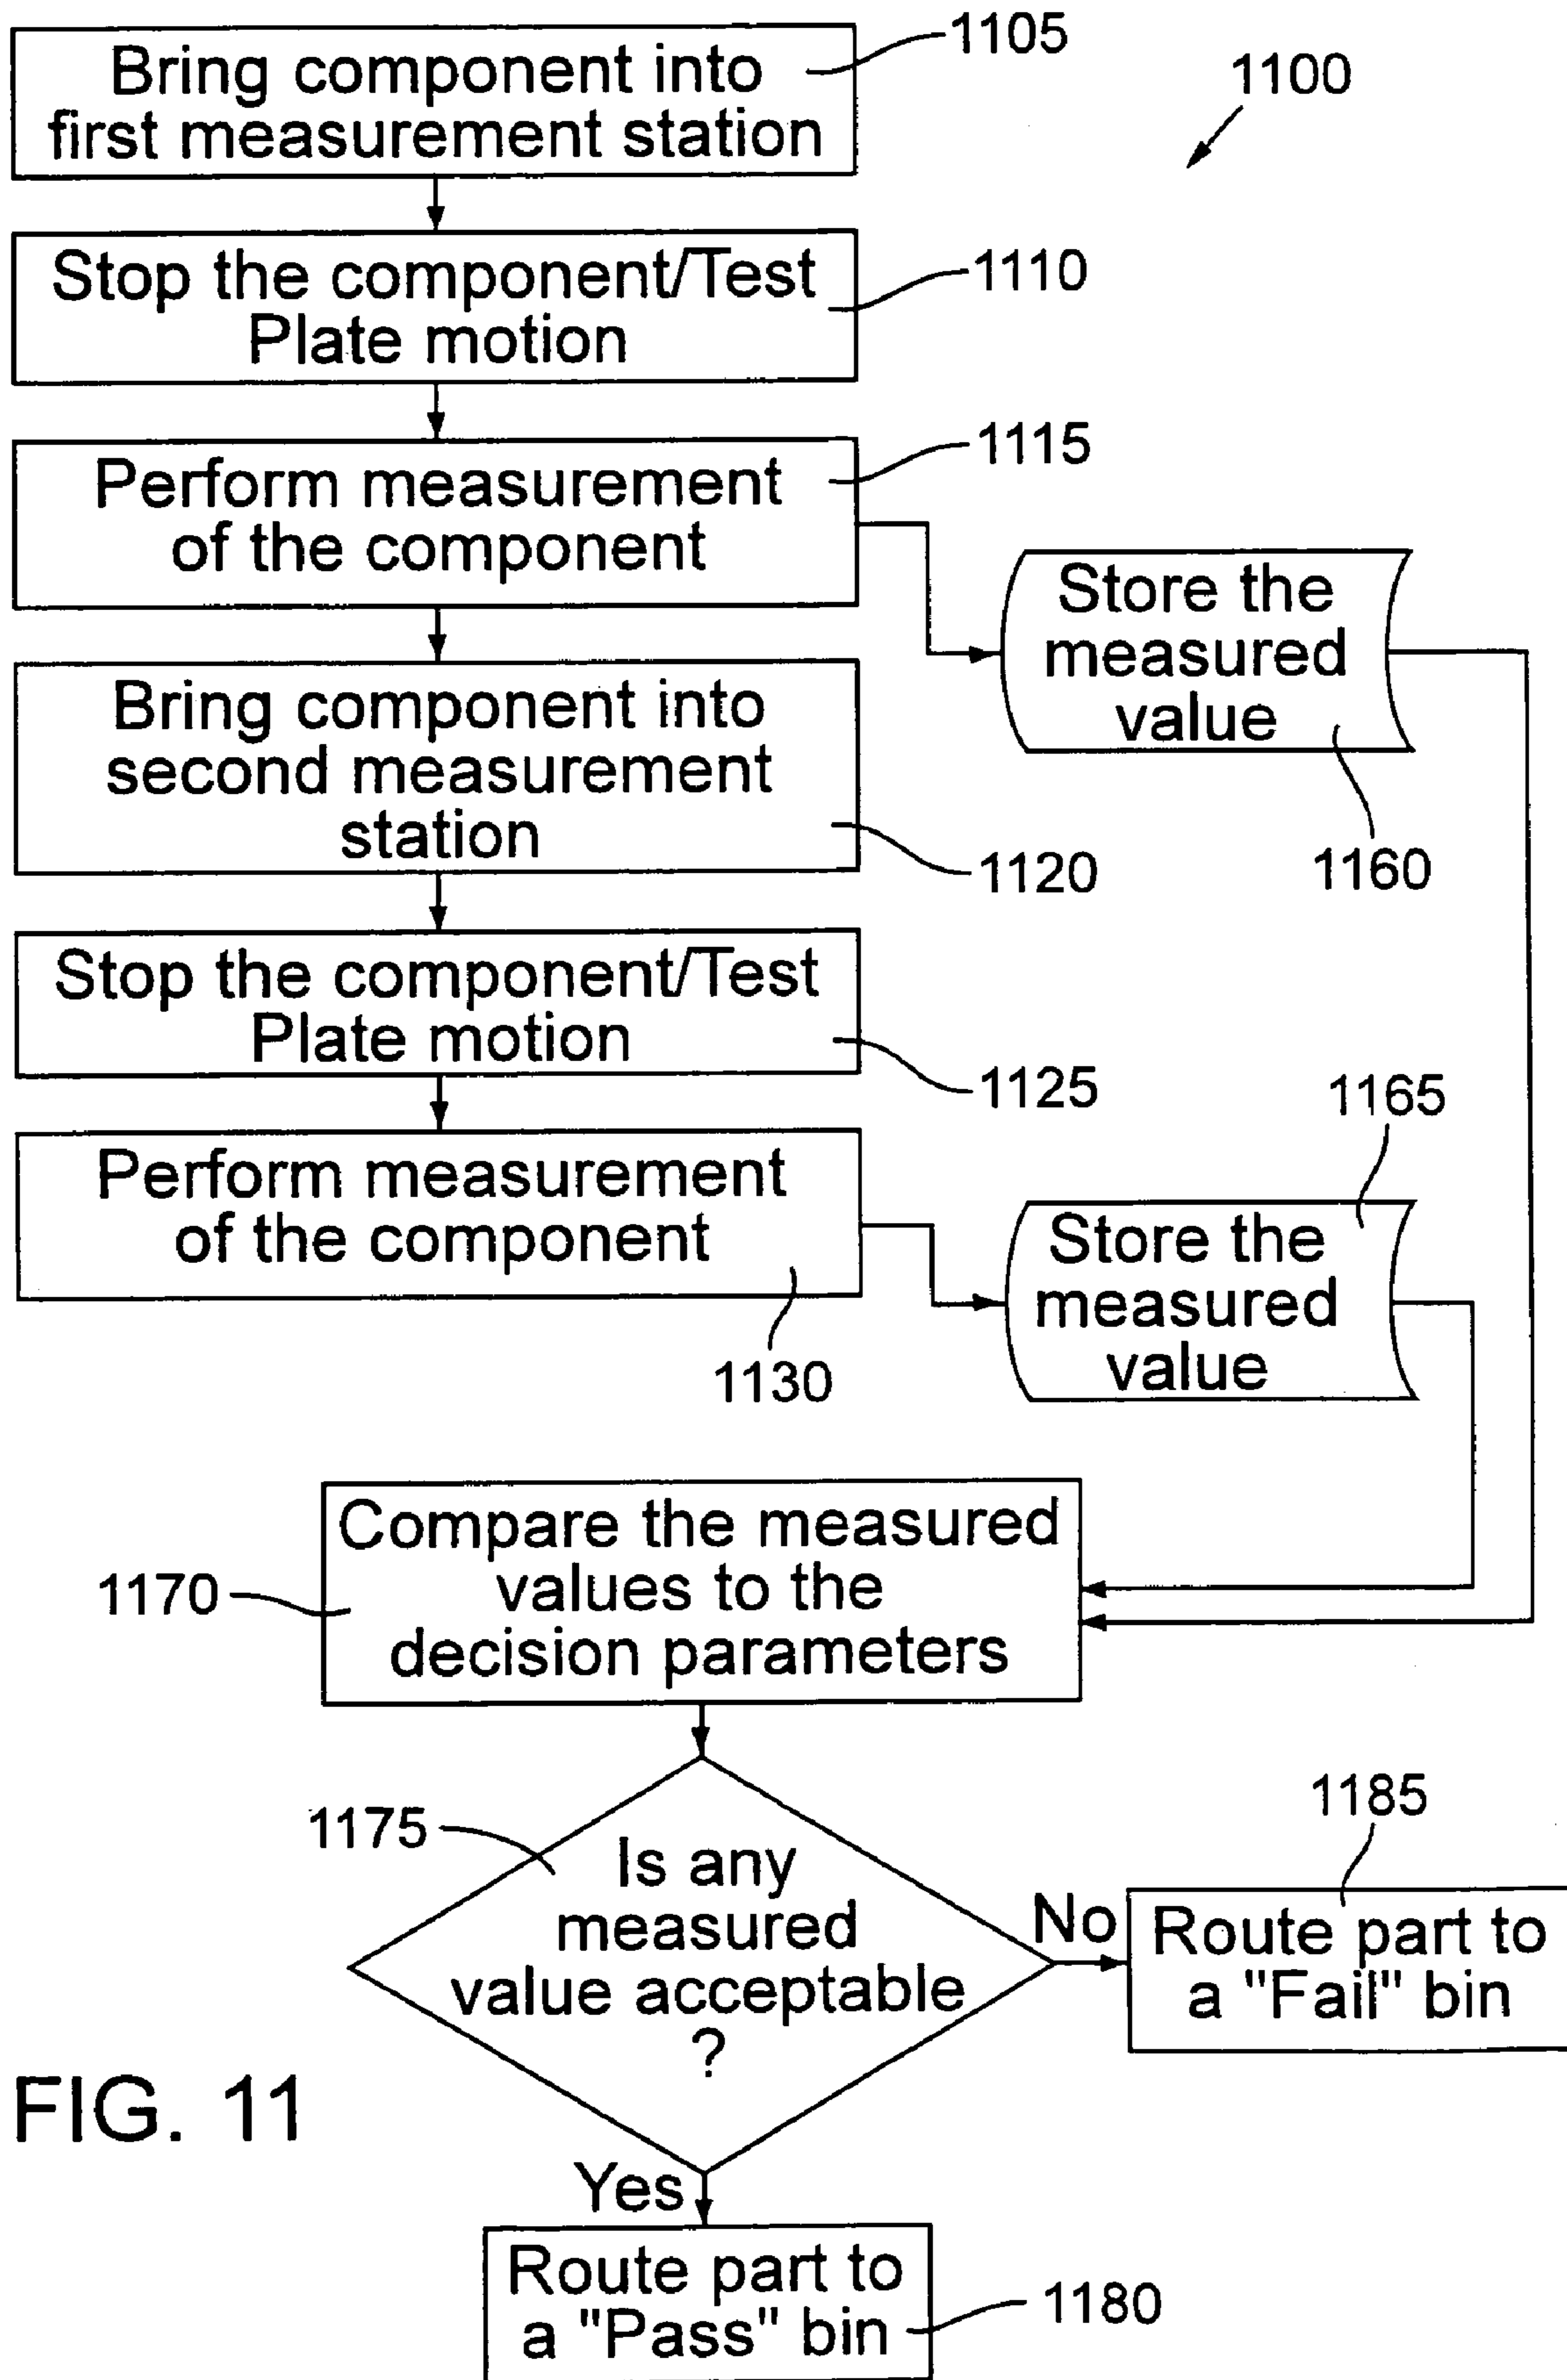 1105
1100
Bring component into
first measurement station
Stop the component/Test
Plate motion
1110
Perform measurement
of the component
1115
Store the
measured
value
1160
Bring component into
second measurement
station
1120
Stop the component/Test
Plate motion
1125
Perform measurement
of the component
1130
1165
Store the
measured
value
Compare the measured
values to the
decision parameters
1170
1175
Is any
measured
value acceptable
?
No
1185
Route part to
a "Fail" bin
Yes
Route part to
a "Pass" bin
1180
FIG. 11